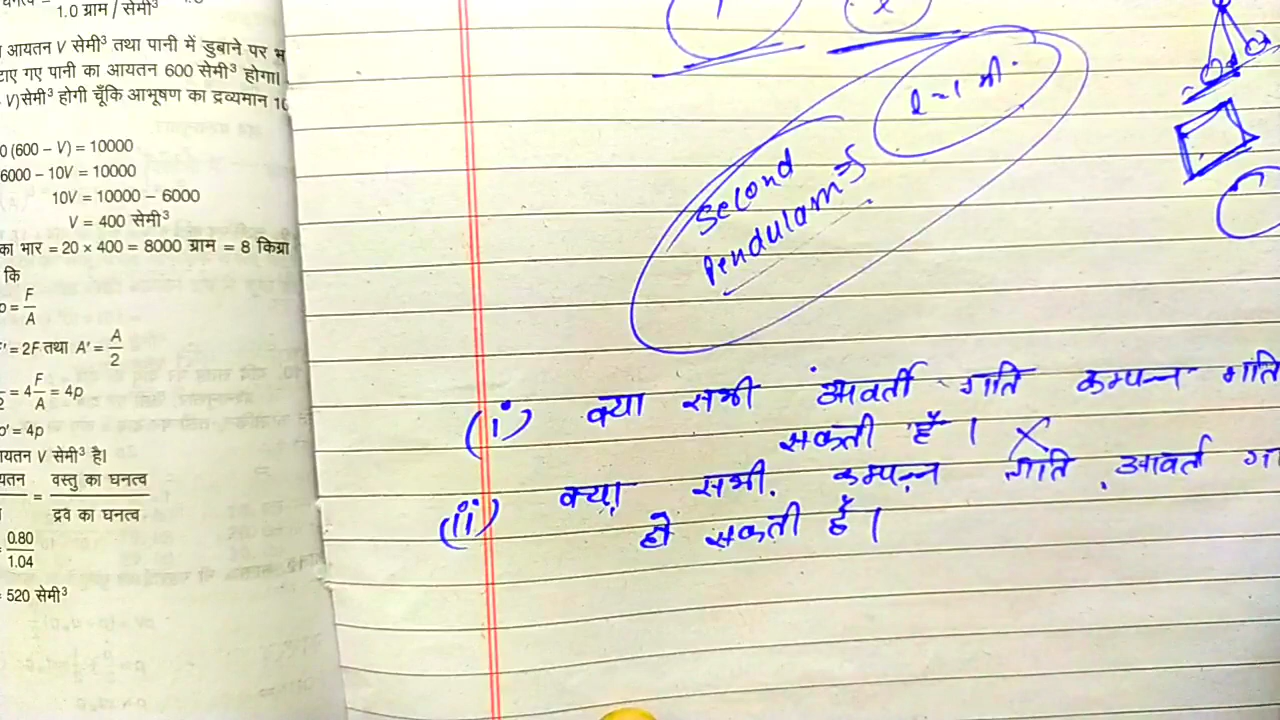 1.0 ग्राम / सेमी³
आयतन V सेमी³ तथा पानी में डुबाने पर
गए पानी का आयतन 600 सेमी³ होगा।
V) सेमी³ होगी चूँकि आभूषण का द्रव्यमान
(600 – V) = 10000
6000 – 10V = 10000
10V = 10000 – 6000
V = 400 सेमी³
का भार = 20 × 400 = 8000 ग्राम = 8 किग्रा
कि
= F/A
= 2F तथा A' = A/2
= 4 F/A = 4p
p' = 4p
V सेमी³ है।
= वस्तु का घनत्व / द्रव का घनत्व
0.80/1.04
520 सेमी³
l = 1 मी.
Second
Pendulam
(i) क्या सभी आवर्ती गति कम्पन्न गति
सकती है। ✗
(ii) क्या सभी कम्पन्न गति आवर्त
हो सकती है।